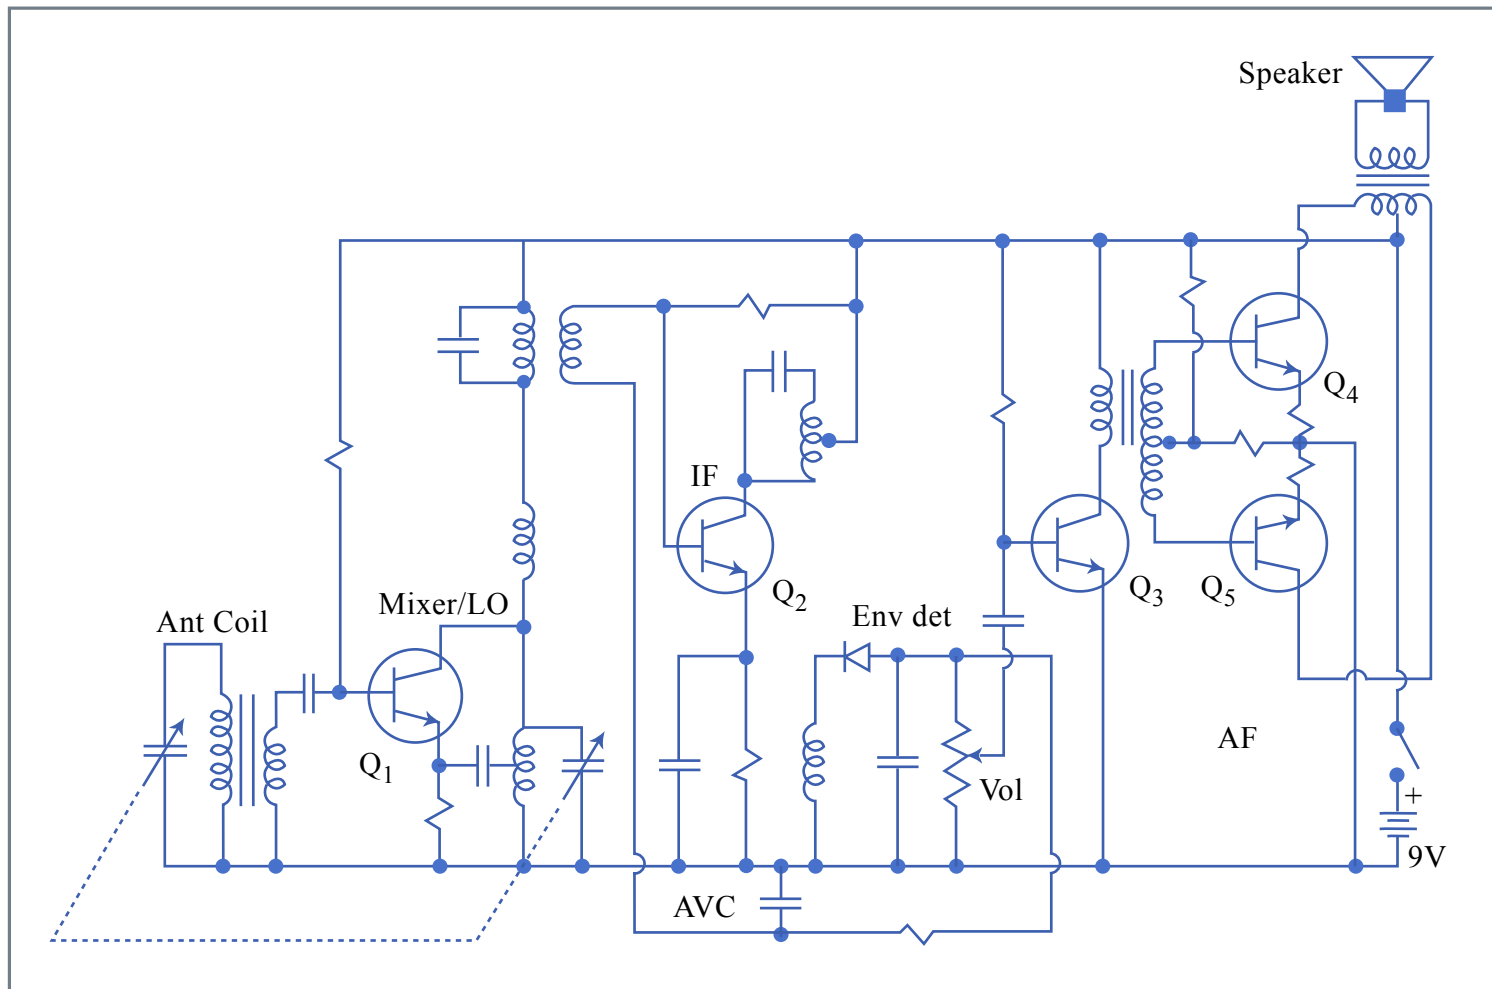 Speaker
Q4
IF
Q2
Q3
Q5
Mixer/LO
Ant Coil
Env det
Q1
AF
Vol
+
9V
AVC